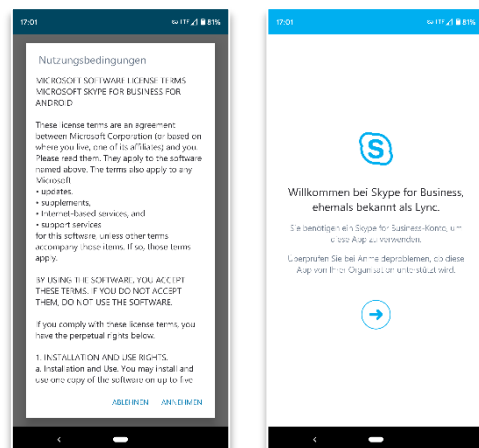 17:01
LTE 81%
Nutzungsbedingungen
MICROSOFT SOFTWARE LICENSE TERMS
MICROSOFT SKYPE FOR BUSINESS FOR
ANDROID
These license terms are an agreement
between Microsoft Corporation (or based on
where you live, one of its affiliates) and you.
Please read them. They apply to the software
named above. The terms also apply to any
Microsoft
• updates,
• supplements,
• Internet-based services, and
• support services
for this software, unless other terms
accompany those items. If so, those terms
apply.
BY USING THE SOFTWARE, YOU ACCEPT
THESE TERMS. IF YOU DO NOT ACCEPT
THEM, DO NOT USE THE SOFTWARE.
If you comply with these license terms, you
have the perpetual rights below.
1. INSTALLATION AND USE RIGHTS.
a. Installation and Use. You may install and
use one copy of the software on up to five
ABLEHNEN ANNEHMEN
17:01
LTE 81%
S
Willkommen bei Skype for Business,
ehemals bekannt als Lync.
Sie benötigen ein Skype for Business-Konto, um
diese App zu verwenden.
Überprüfen Sie bei Anmeldeproblemen, ob diese
App von Ihrer Organisation unterstützt wird.